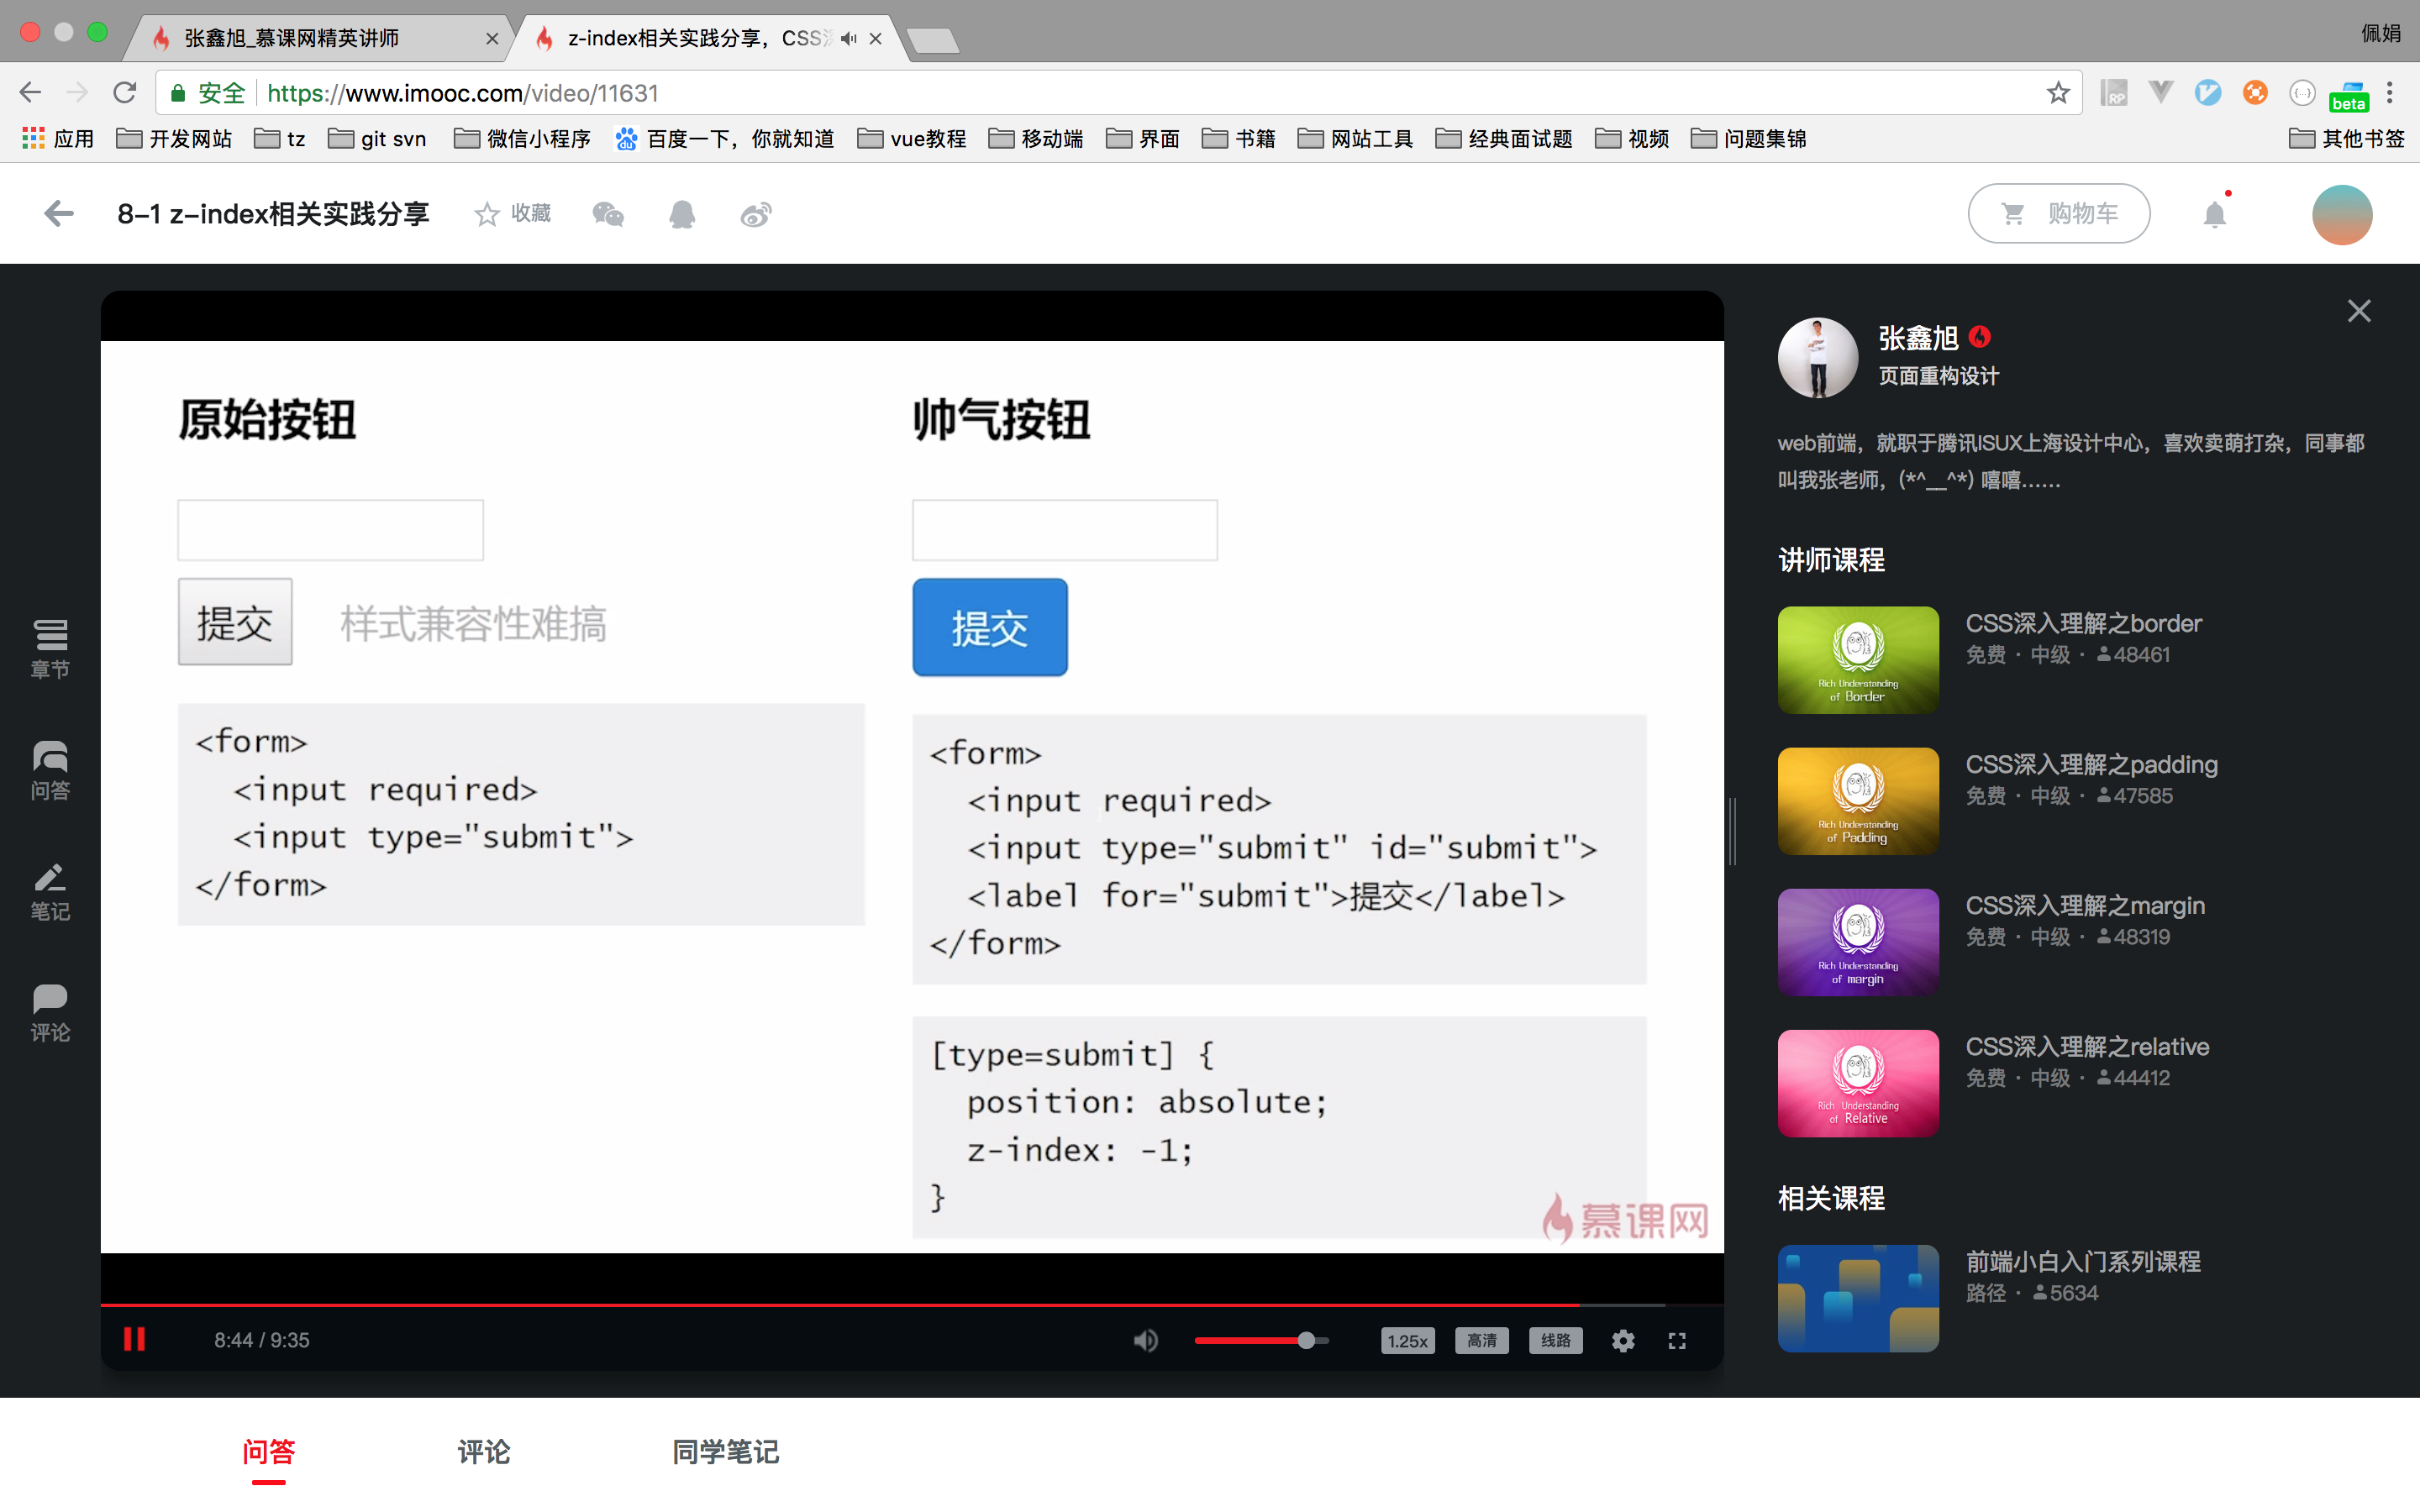 佩娟
张鑫旭_慕课网精英讲师
z-index相关实践分享，CSS
安全
https://www.imooc.com/video/11631
beta
应用
开发网站
tz
git svn
微信小程序
百度一下，你就知道
vue教程
移动端
界面
书籍
网站工具
经典面试题
视频
问题集锦
其他书签
8-1 z-index相关实践分享
收藏
购物车
章节
问答
笔记
评论
原始按钮
提交
样式兼容性难搞
<form>
  <input required>
  <input type="submit">
</form>
帅气按钮
提交
<form>
  <input required>
  <input type="submit" id="submit">
  <label for="submit">提交</label>
</form>
[type=submit] {
  position: absolute;
  z-index: -1;
}
慕课网
8:44 / 9:35
1.25x
高清
线路
张鑫旭
页面重构设计
web前端，就职于腾讯ISUX上海设计中心，喜欢卖萌打杂，同事都
叫我张老师，(*^__^*) 嘻嘻……
讲师课程
Rich Understanding
of Border
CSS深入理解之border
免费 · 中级 · 48461
Rich Understanding
of Padding
CSS深入理解之padding
免费 · 中级 · 47585
Rich Understanding
of margin
CSS深入理解之margin
免费 · 中级 · 48319
Rich Understanding
of Relative
CSS深入理解之relative
免费 · 中级 · 44412
相关课程
前端小白入门系列课程
路径 · 5634
问答
评论
同学笔记